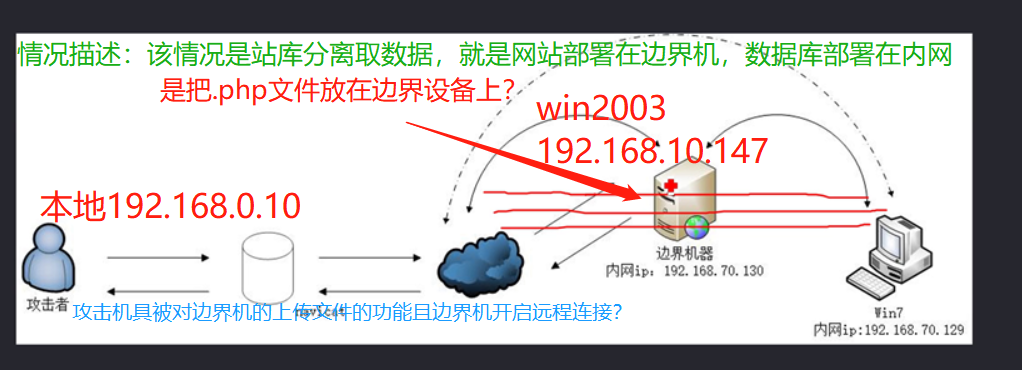 情况描述：该情况是站库分离取数据，就是网站部署在边界机，数据库部署在内网
是把.php文件放在边界设备上？
win2003
192.168.10.147
本地192.168.0.10
边界机器
内网ip：192.168.70.130
攻击者
navicat
攻击机具被对边界机的上传文件的功能且边界机开启远程连接？
Win7
内网ip:192.168.70.129